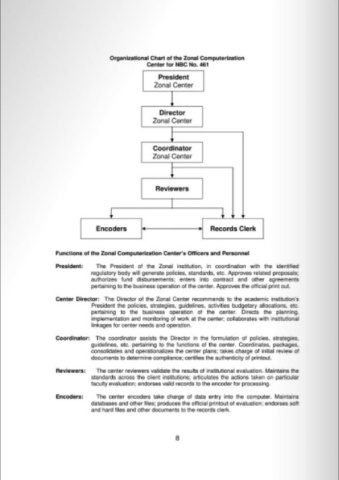 Organizational Chart of the Zonal Computerization
Center for NBC No. 461
President
Zonal Center
Director
Zonal Center
Coordinator
Zonal Center
Reviewers
Encoders
Records Clerk
Functions of the Zonal Computerization Center's Officers and Personnel
President: The President of the Zonal institution, in coordination with the identified
regulatory body will generate policies, standards, etc. Approves related proposals;
authorizes fund disbursements; enters into contract and other agreements
pertaining to the business operation of the center. Approves the official print out.
Center Director: The Director of the Zonal Center recommends to the academic institution's
President the policies, strategies, guidelines, activities budgetary allocations, etc.
pertaining to the business operation of the center. Directs the planning,
implementation and monitoring of work at the center; collaborates with institutional
linkages for center needs and operation.
Coordinator: The coordinator assists the Director in the formulation of policies, strategies,
guidelines, etc. pertaining to the functions of the center. Coordinates, packages,
consolidates and operationalizes the center plans; takes charge of initial review of
documents to determine compliance; certifies the authenticity of printout.
Reviewers: The center reviewers validate the results of institutional evaluation. Maintains the
standards across the client institutions; articulates the actions taken on particular
faculty evaluation; endorses valid records to the encoder for processing.
Encoders: The center encoders take charge of data entry into the computer. Maintains
databases and other files; produces the official printout of evaluation; endorses soft
and hard files and other documents to the records clerk.
8